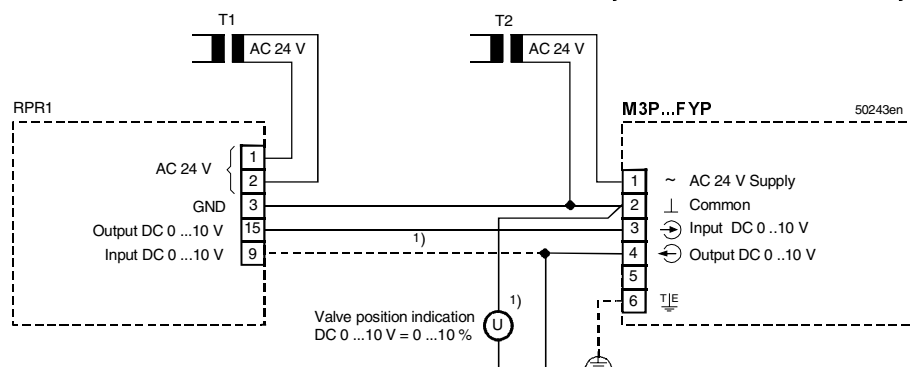 T1
T2
AC 24 V
AC 24 V
RPR1
M3P...FYP
50243en
AC 24 V
1
2
GND
3
Output DC 0 ...10 V
15
Input DC 0 ...10 V
9
1)
1
~
AC 24 V Supply
2
⊥
Common
3
Input DC 0 ..10 V
4
Output DC 0 ..10 V
5
6
T E
1)
Valve position indication
DC 0 ...10 V = 0 ...10 %
U